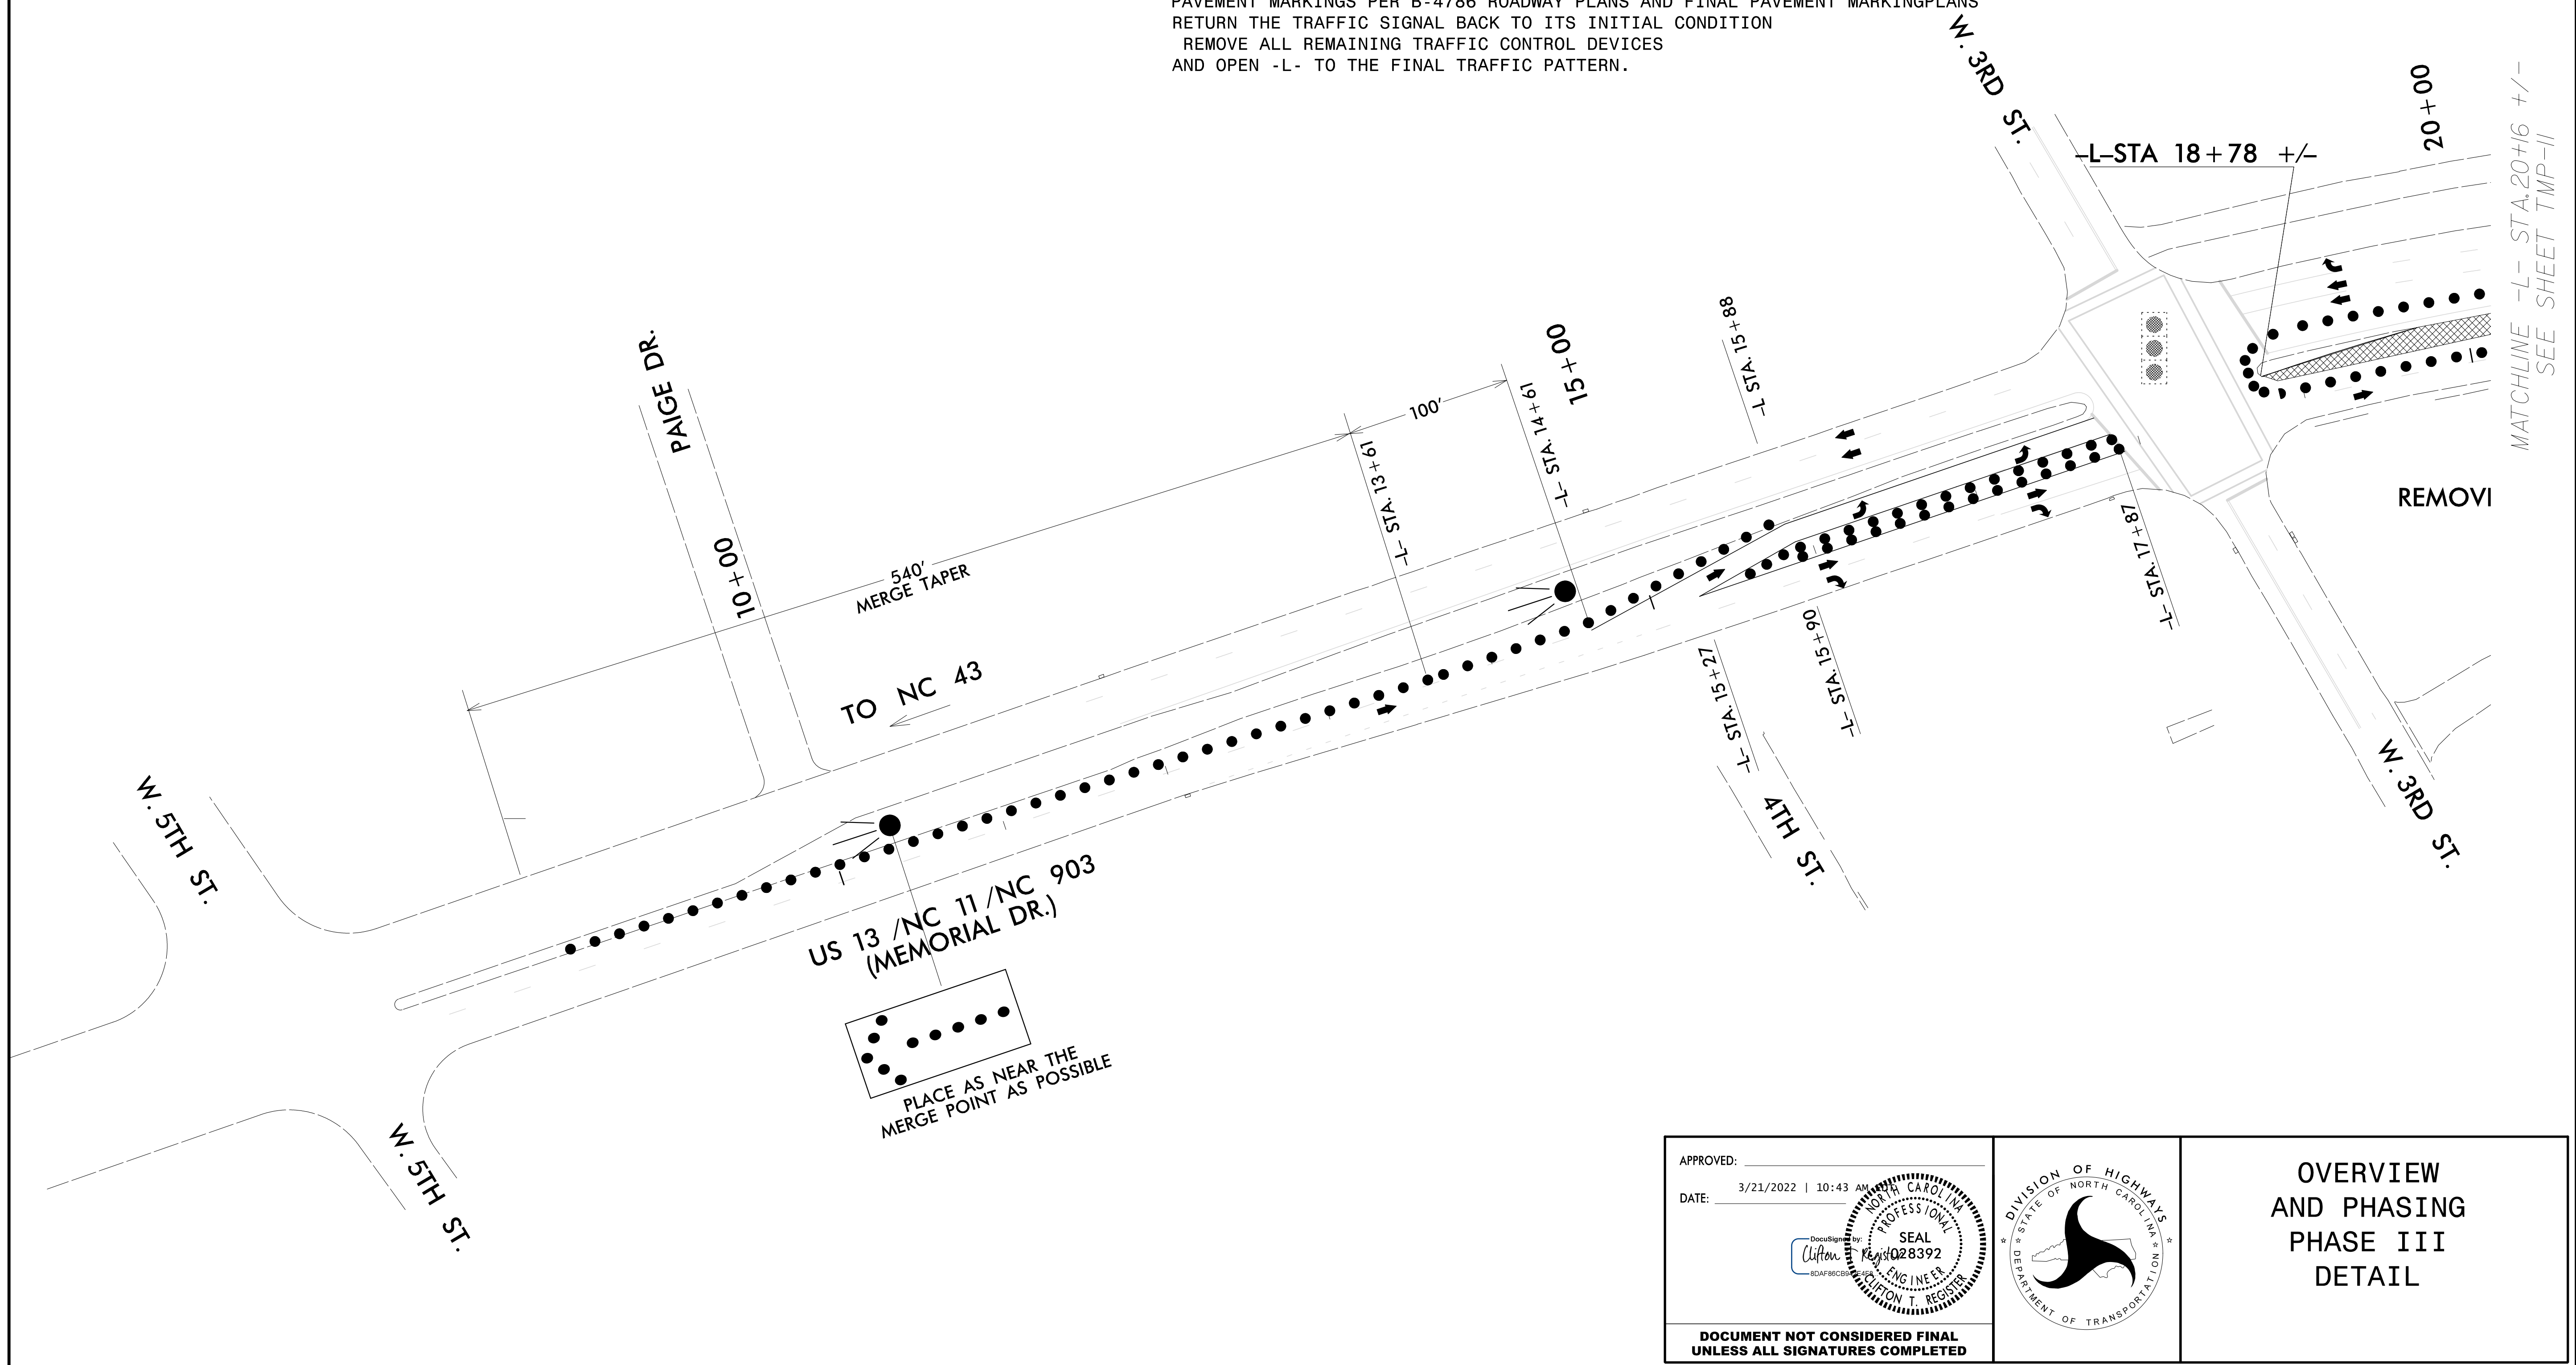 PAVEMENT MARKINGS PER B-4786 ROADWAY PLANS AND FINAL PAVEMENT MARKINGPLANS
RETURN THE TRAFFIC SIGNAL BACK TO ITS INITIAL CONDITION
REMOVE ALL REMAINING TRAFFIC CONTROL DEVICES
AND OPEN -L- TO THE FINAL TRAFFIC PATTERN.
W. 3RD ST.
20+00
-L-STA 18+78 +/-
MATCHLINE -L- STA.20+16 +/-
SEE SHEET TMP-11
-L STA. 15+88
15+00
PAIGE DR.
100'
-L- STA. 14+61
-L- STA. 13+61
REMOVI
10+00
540'
MERGE TAPER
-L- STA. 17+87
-L- STA. 15+90
-L- STA. 15+27
TO NC 43
W. 5TH ST.
4TH ST.
W. 3RD ST.
US 13 /NC 11 /NC 903
(MEMORIAL DR.)
PLACE AS NEAR THE
MERGE POINT AS POSSIBLE
W. 5TH ST.
APPROVED:
3/21/2022 | 10:43 AM
DATE:
NORTH CAROLINA
PROFESSIONAL
SEAL
028392
ENGINEER
CLIFTON T. REGISTER
DocuSigned by:
Clifton T Register
DOCUMENT NOT CONSIDERED FINAL
UNLESS ALL SIGNATURES COMPLETED
DIVISION OF HIGHWAYS
STATE OF NORTH CAROLINA
DEPARTMENT OF TRANSPORTATION
OVERVIEW
AND PHASING
PHASE III
DETAIL